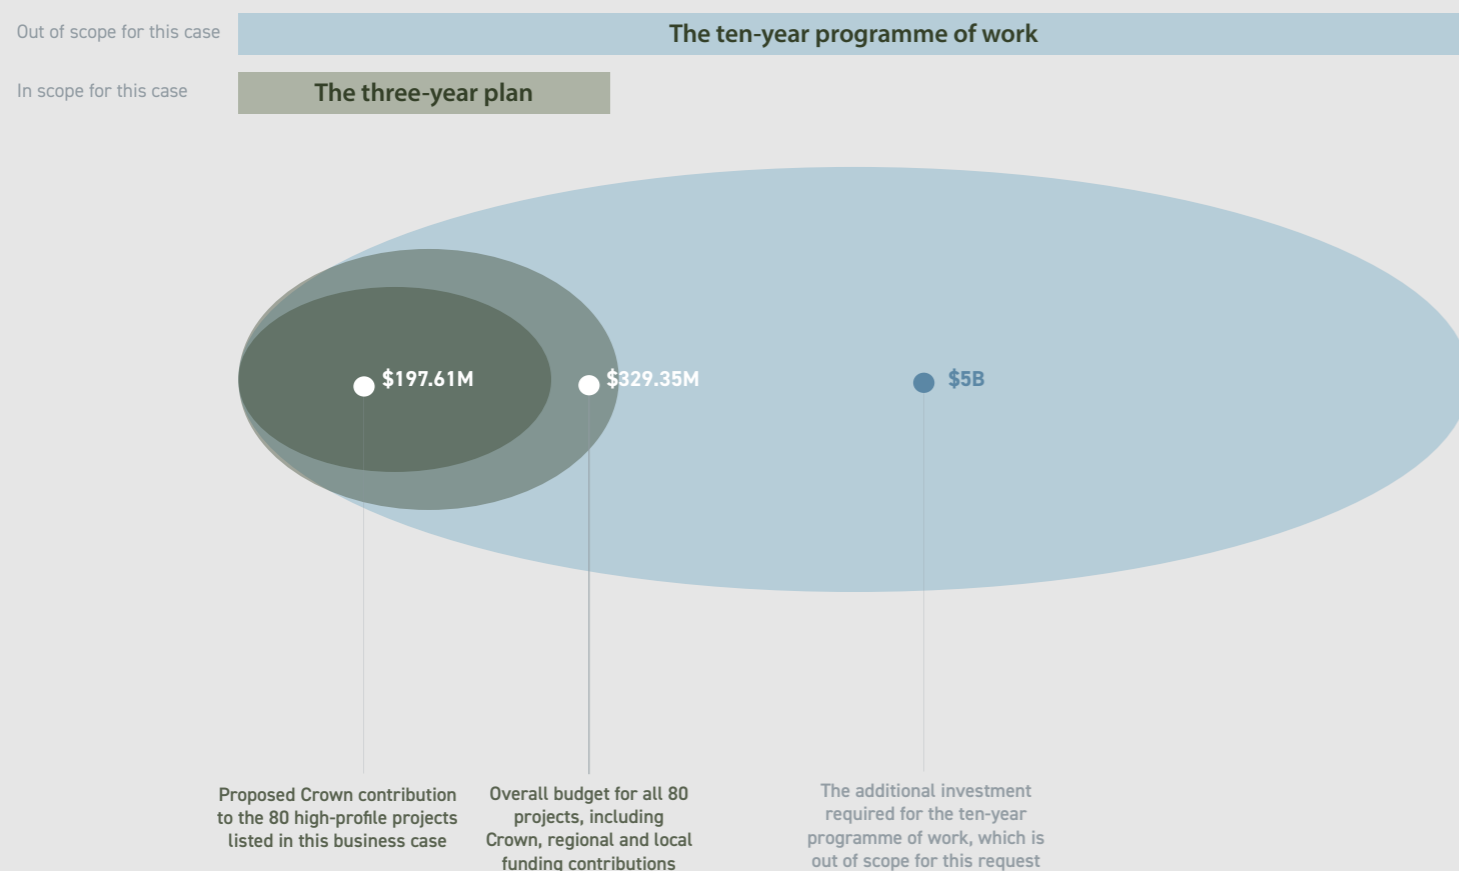 Out of scope for this case
The ten-year programme of work
In scope for this case
The three-year plan
$197.61M
$329.35M
$5B
Proposed Crown contribution
to the 80 high-profile projects
listed in this business case
Overall budget for all 80
projects, including
Crown, regional and local
funding contributions
The additional investment
required for the ten-year
programme of work, which is
out of scope for this request